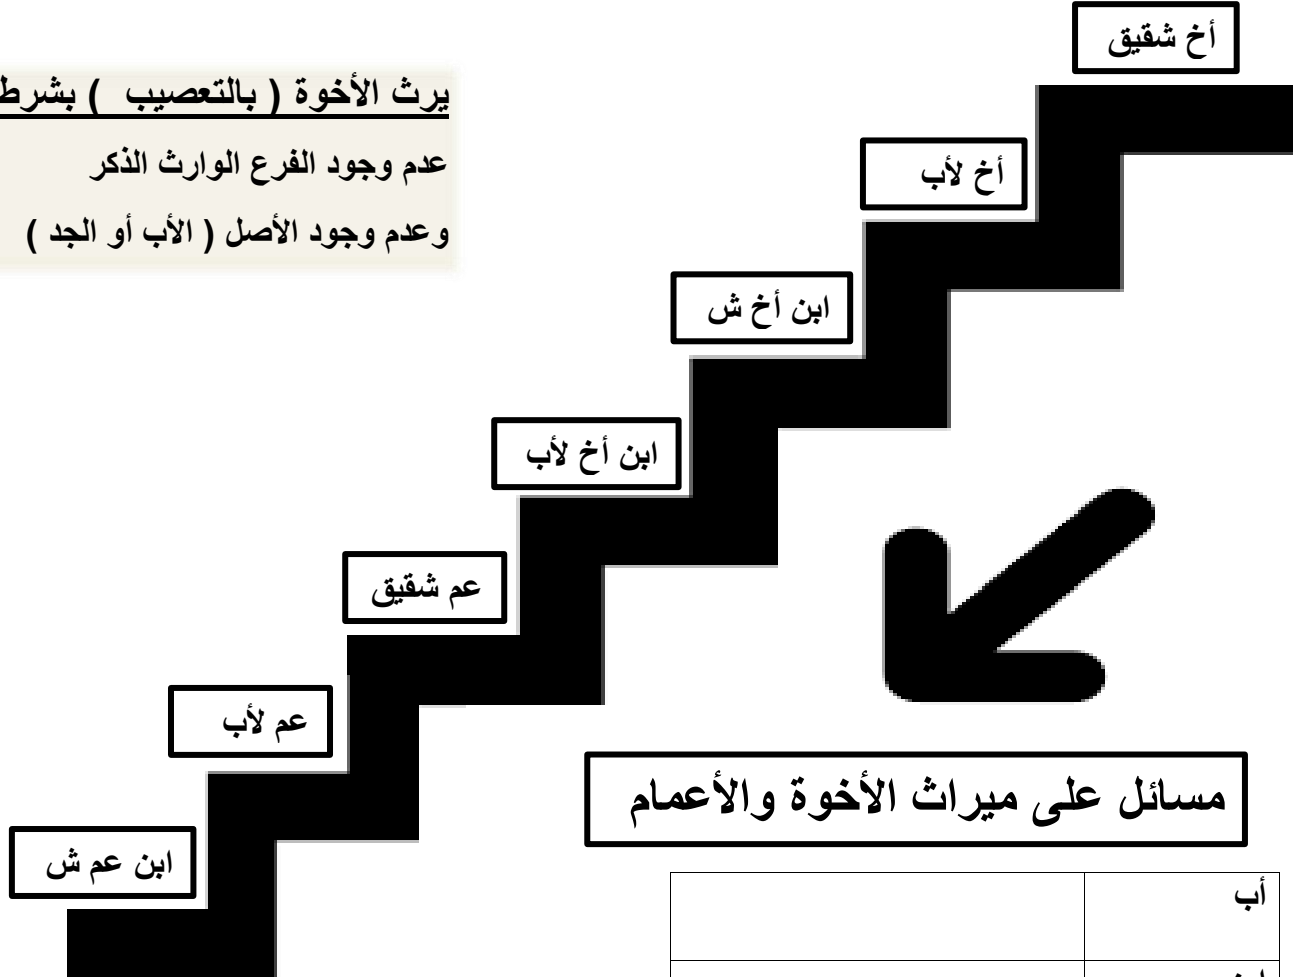 أخ شقيق
يرث الأخوة ( بالتعصيب ) بشرط
عدم وجود الفرع الوارث الذكر
وعدم وجود الأصل ( الأب أو الجد )
أخ لأب
ابن أخ ش
ابن أخ لأب
عم شقيق
عم لأب
ابن عم ش
مسائل على ميراث الأخوة والأعمام
أب